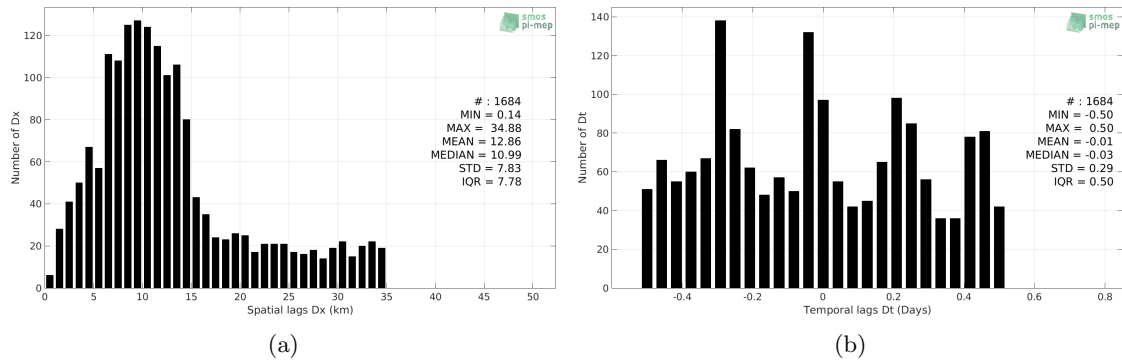 smos
pi-mep
120
100
80
60
40
20
0
Number of Dx
# : 1684
MIN = 0.14
MAX = 34.88
MEAN = 12.86
MEDIAN = 10.99
STD = 7.83
IQR = 7.78
0 5 10 15 20 25 30 35 40 45 50
Spatial lags Dx (km)
(a)
smos
pi-mep
140
120
100
80
60
40
20
0
Number of Dt
# : 1684
MIN = -0.50
MAX = 0.50
MEAN = -0.01
MEDIAN = -0.03
STD = 0.29
IQR = 0.50
-0.4 -0.2 0 0.2 0.4 0.6 0.8
Temporal lags Dt (Days)
(b)